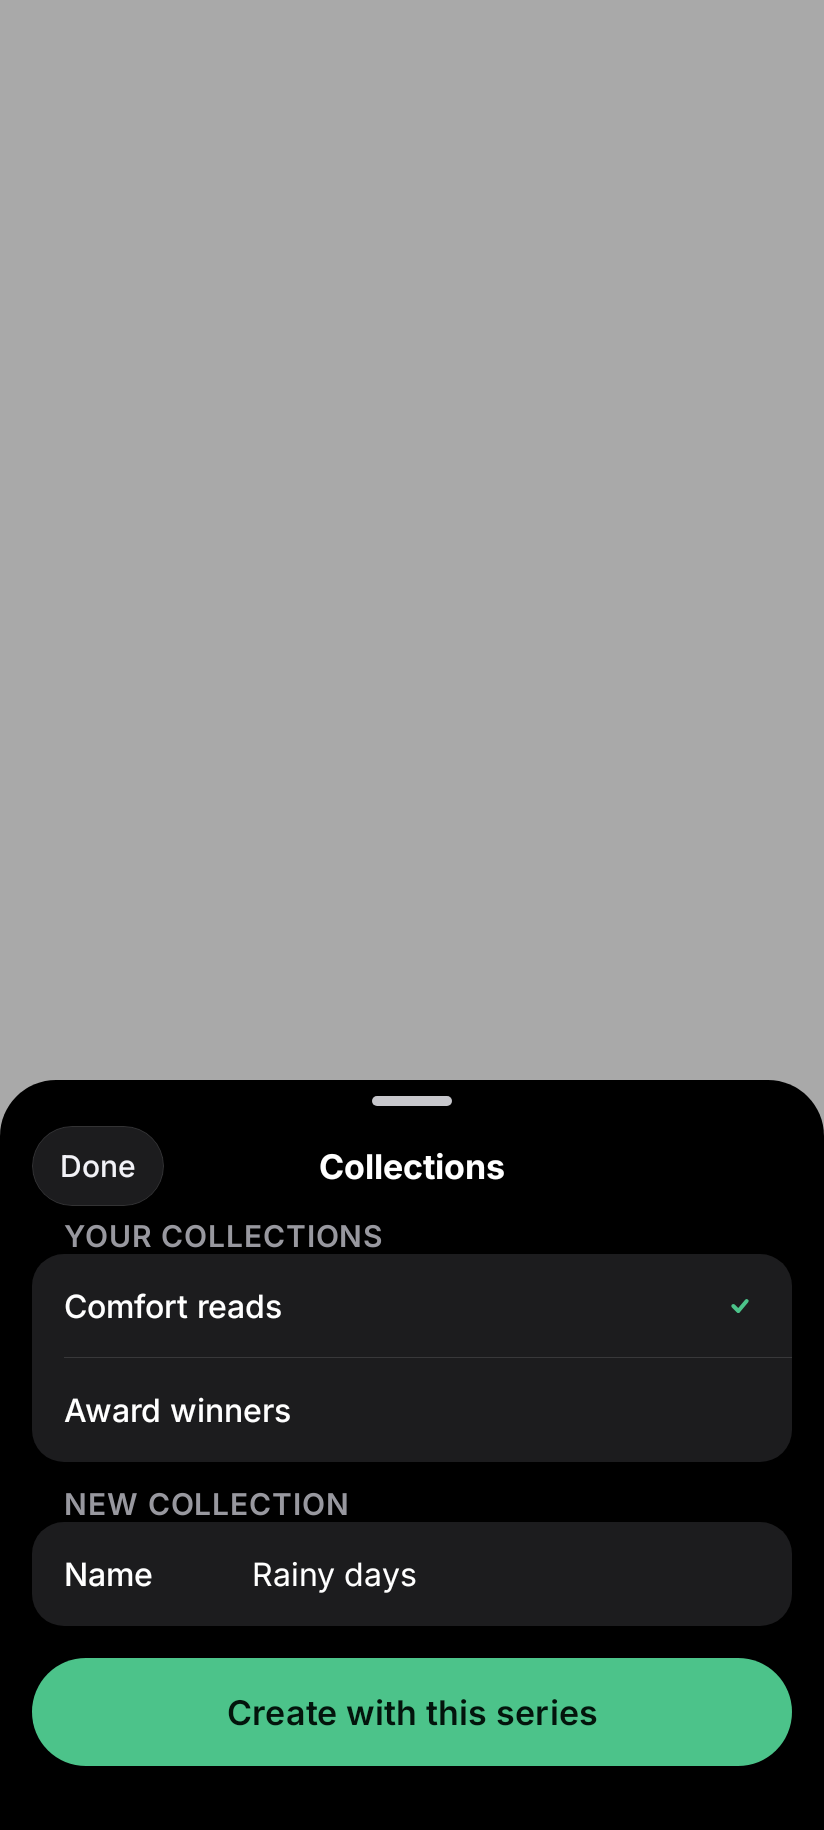 Done
Collections
YOUR COLLECTIONS
Comfort reads
Award winners
NEW COLLECTION
Name Rainy days
Create with this series